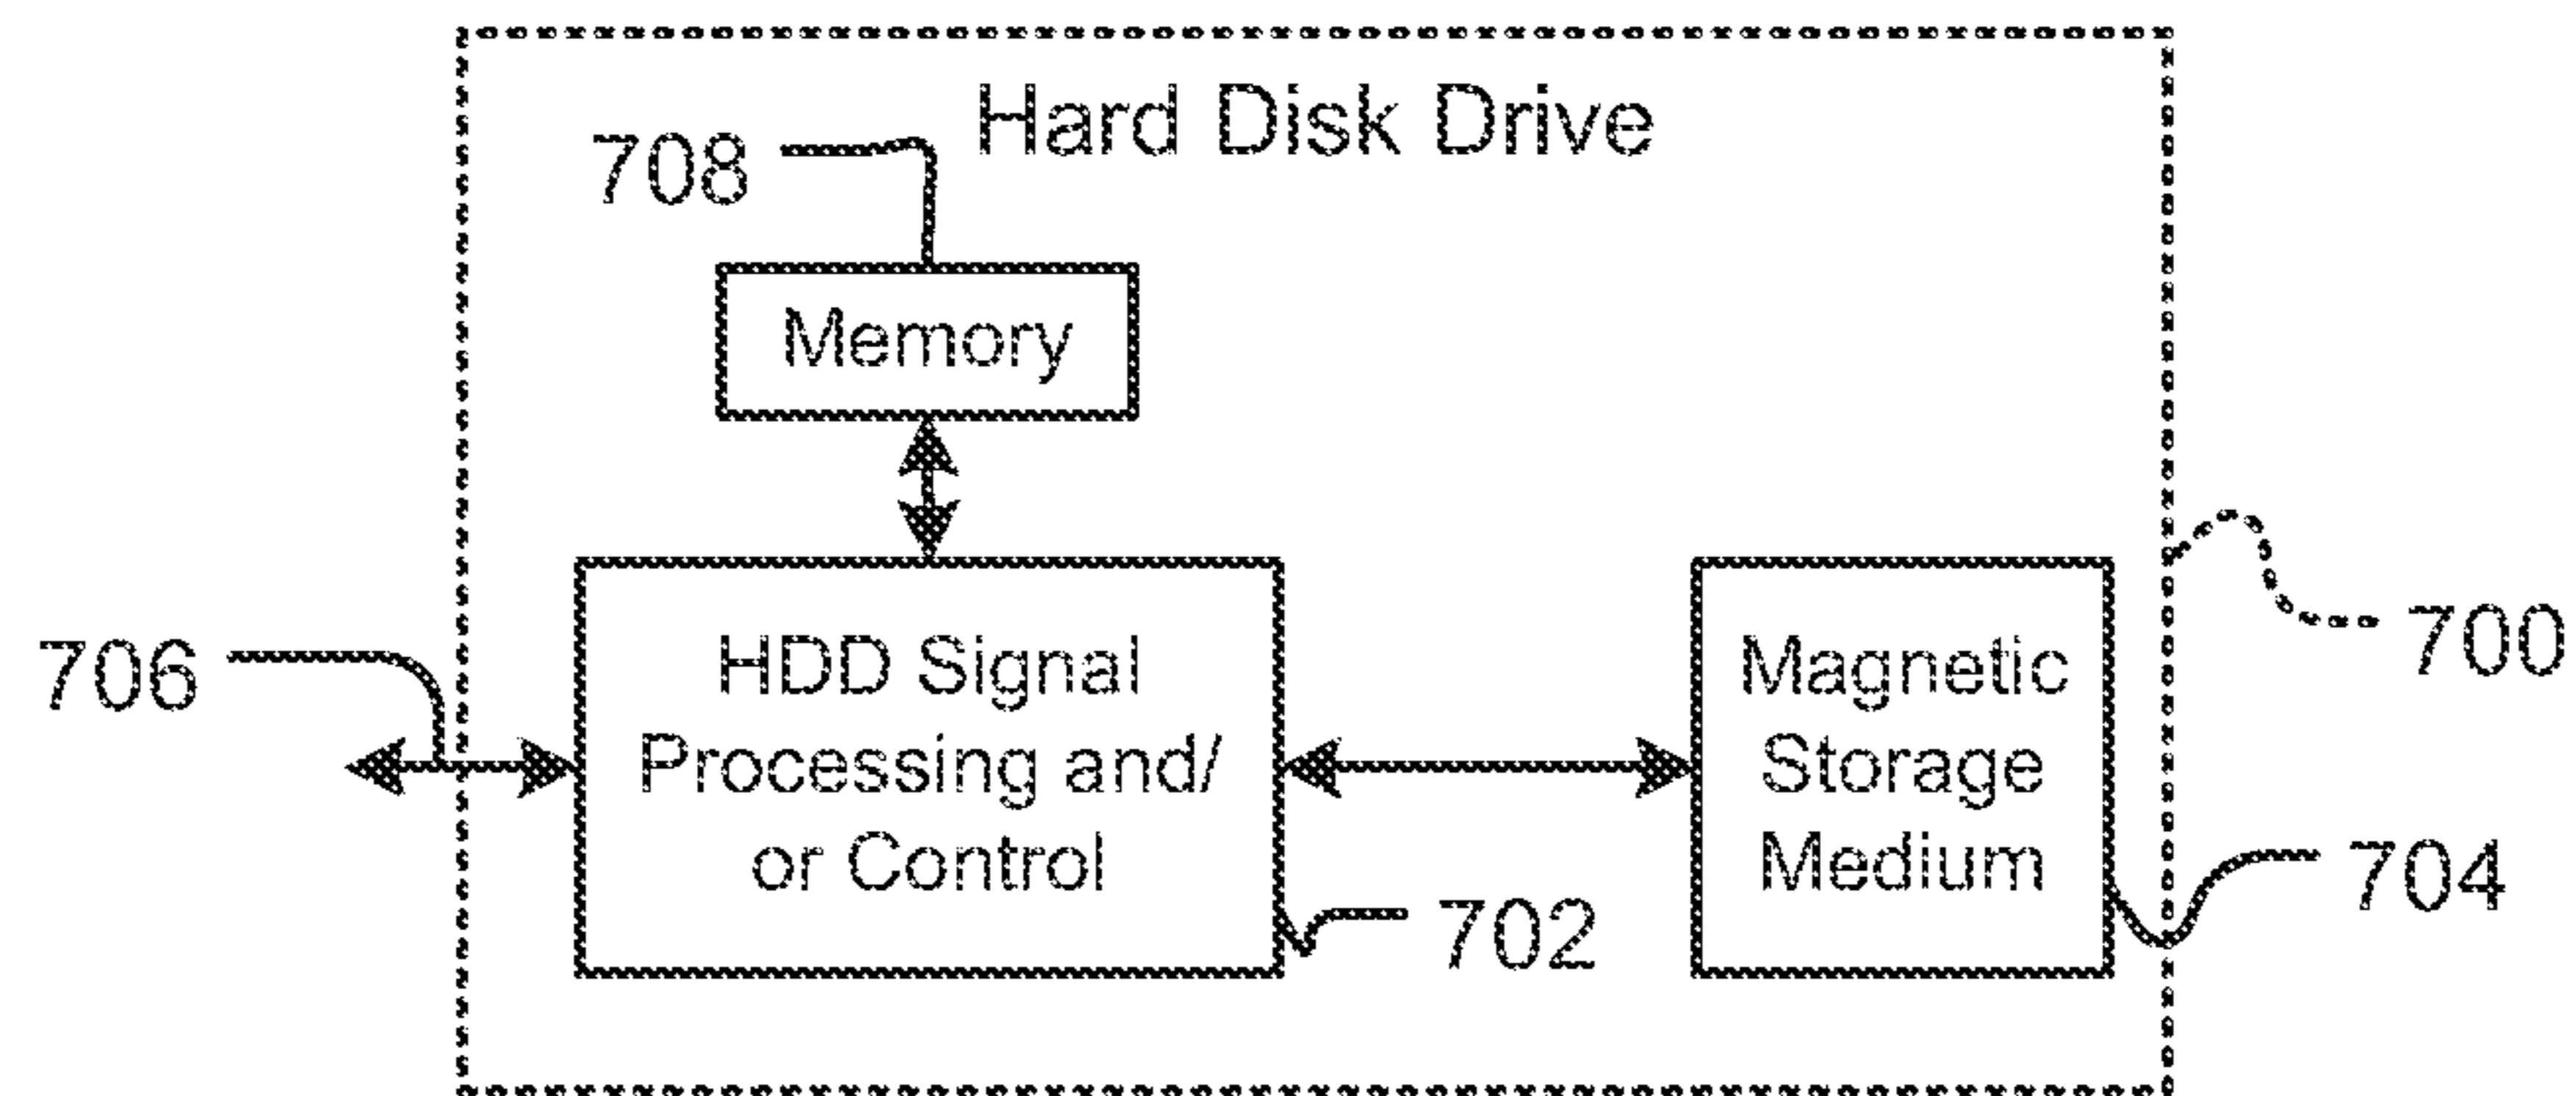 Hard Disk Drive
708
Memory
700
706
HDD Signal
Processing and/
or Control
Magnetic
Storage
Medium
704
702